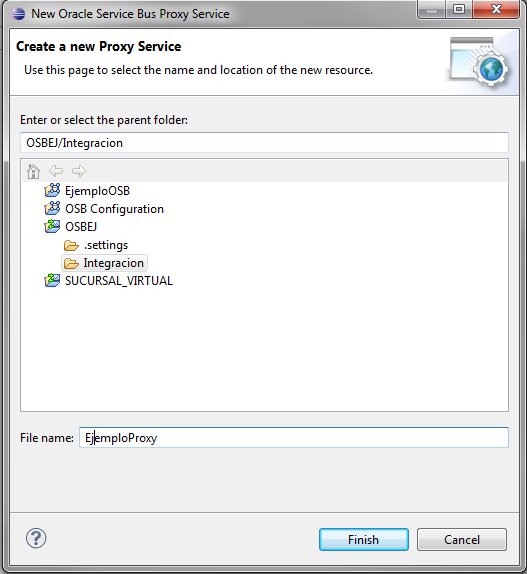 New Oracle Service Bus Proxy Service
Create a new Proxy Service
Use this page to select the name and location of the new resource.
Enter or select the parent folder:
OSBEJ/Integracion
EjemploOSB
OSB Configuration
OSBEJ
.settings
Integracion
SUCURSAL_VIRTUAL
File name: EjemploProxy
? Finish Cancel